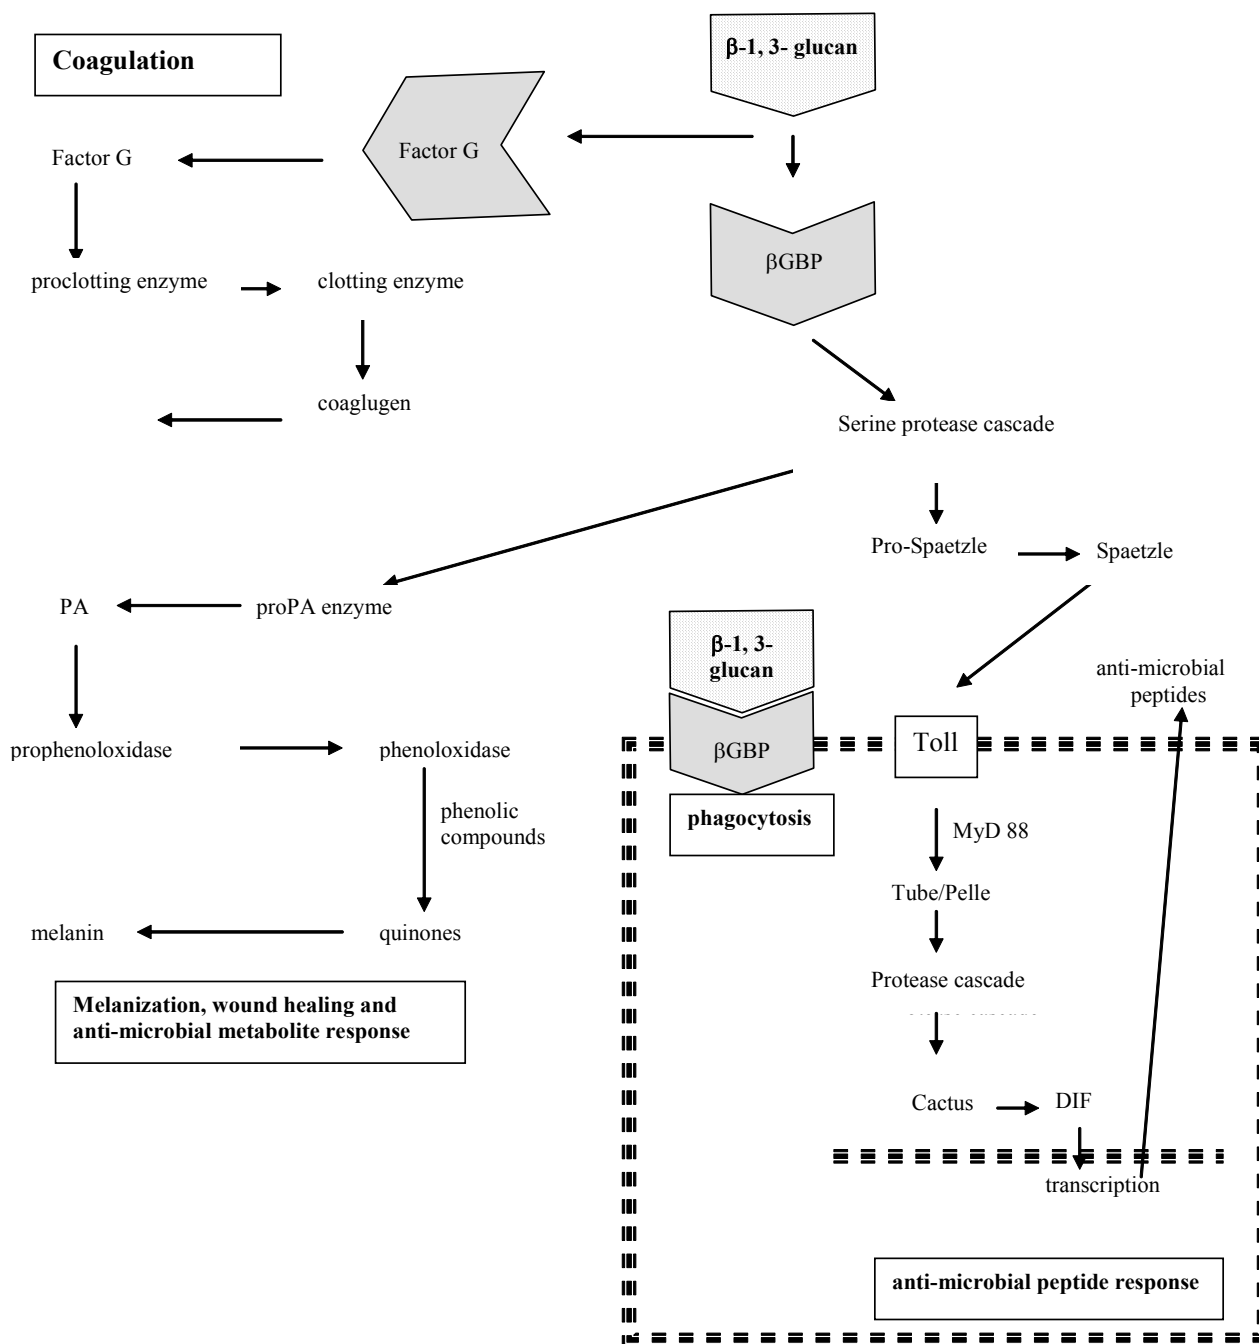 Coagulation
β-1, 3- glucan
Factor G
Factor G
βGBP
proclotting enzyme
clotting enzyme
coaglugen
Serine protease cascade
Pro-Spaetzle
Spaetzle
PA
proPA enzyme
β-1, 3-
glucan
anti-microbial
peptides
prophenoloxidase
phenoloxidase
βGBP
Toll
phenolic
compounds
phagocytosis
MyD 88
Tube/Pelle
melanin
quinones
Protease cascade
Melanization, wound healing and
anti-microbial metabolite response
Cactus
DIF
transcription
anti-microbial peptide response